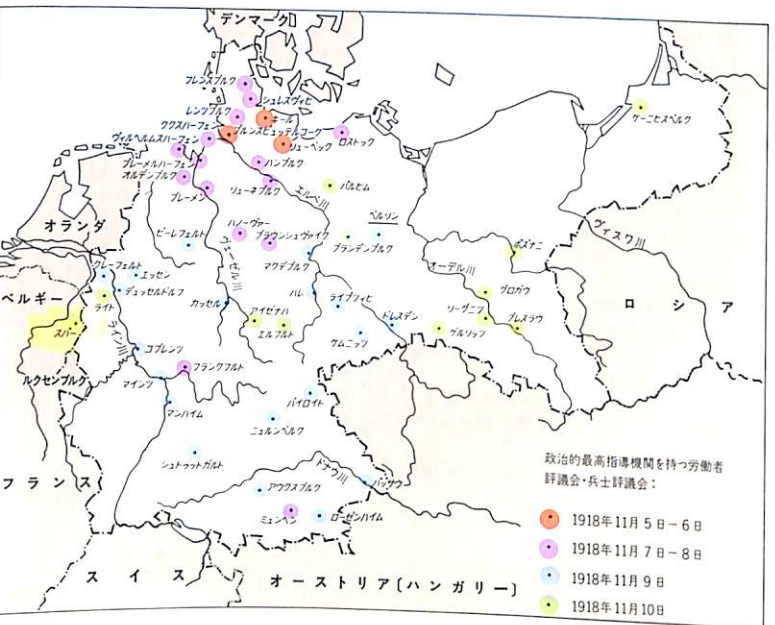 デンマーク
フレンスブルク
シュレスヴィヒ
レンツブルク
キール
ククスハーフェン
ブルンスビュッテルコーク
ヴィルヘルムスハーフェン
リューベック
ロストック
ケーニヒスベルク
ブレーメルハーフェン
オルデンブルク
ハンブルク
ブレーメン
リューネブルク
エルベ川
パルヒム
オランダ
ハノーヴァー
ベルリン
ビーレフェルト
ブラウンシュヴァイク
ブランデンブルク
ヴィスワ川
ポズナニ
ヴェーゼル川
マクデブルク
オーデル川
クレーフェルト
エッセン
デュッセルドルフ
ベルギー
ライト
カッセル
ハレ
ライプツィヒ
グロガウ
ロシア
アイゼナハ
リーグニツ
スパー
エルフルト
ドレスデン
ブレスラウ
ライン川
ケムニッツ
ゲルリッツ
コブレンツ
フランクフルト
ルクセンブルク
マインツ
マンハイム
バイロイト
ニュルンベルク
シュトゥットガルト
フランス
ドナウ川
パッサウ
アウクスブルク
ミュンヘン
ローゼンハイム
スイス
オーストリア〔ハンガリー〕
政治的最高指導機関を持つ労働者
評議会・兵士評議会：
1918年11月5日−6日
1918年11月7日−8日
1918年11月9日
1918年11月10日